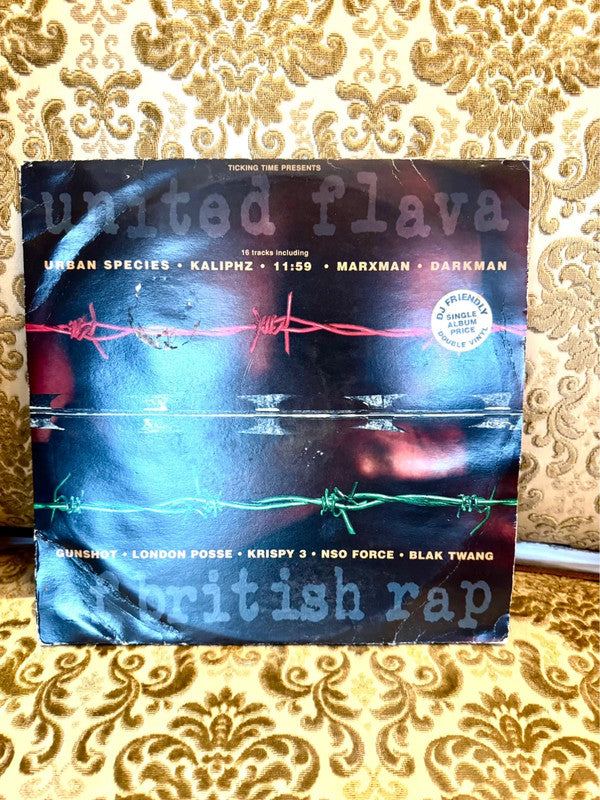 TICKING TIME PRESENTS
united flava
16 tracks including
URBAN SPECIES • KALIPHZ • 11:59 • MARXMAN • DARKMAN
DJ FRIENDLY
SINGLE
ALBUM
PRICE
DOUBLE VINYL
GUNSHOT • LONDON POSSE • KRISPY 3 • NSO FORCE • BLAK TWANG
of british rap